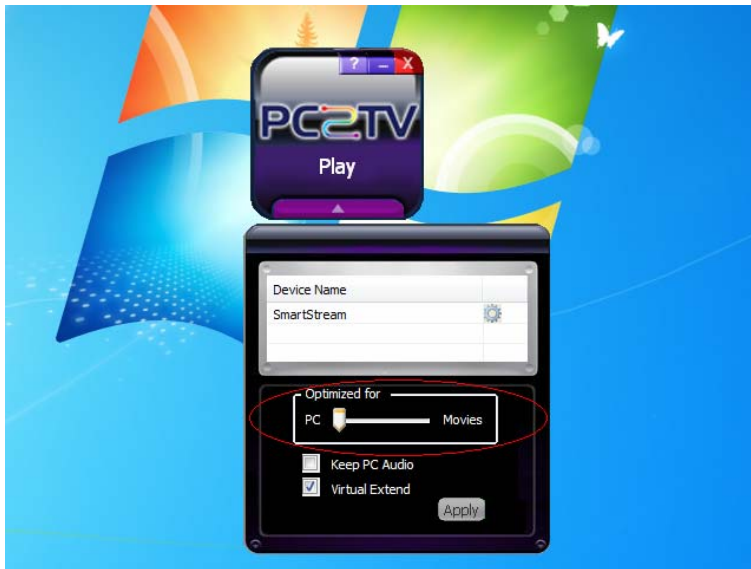 ? – X
PC2TV
Play
Device Name
SmartStream
Optimized for
PC Movies
Keep PC Audio
Virtual Extend
Apply